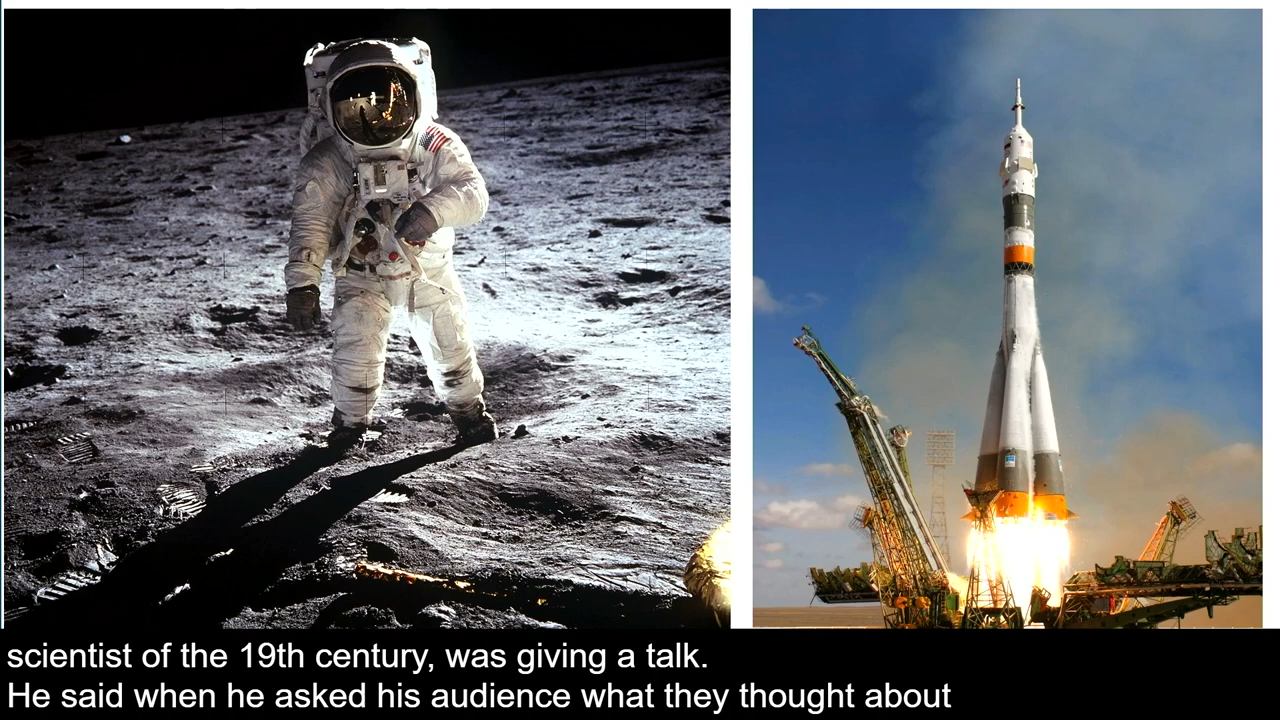 scientist of the 19th century, was giving a talk.
He said when he asked his audience what they thought about